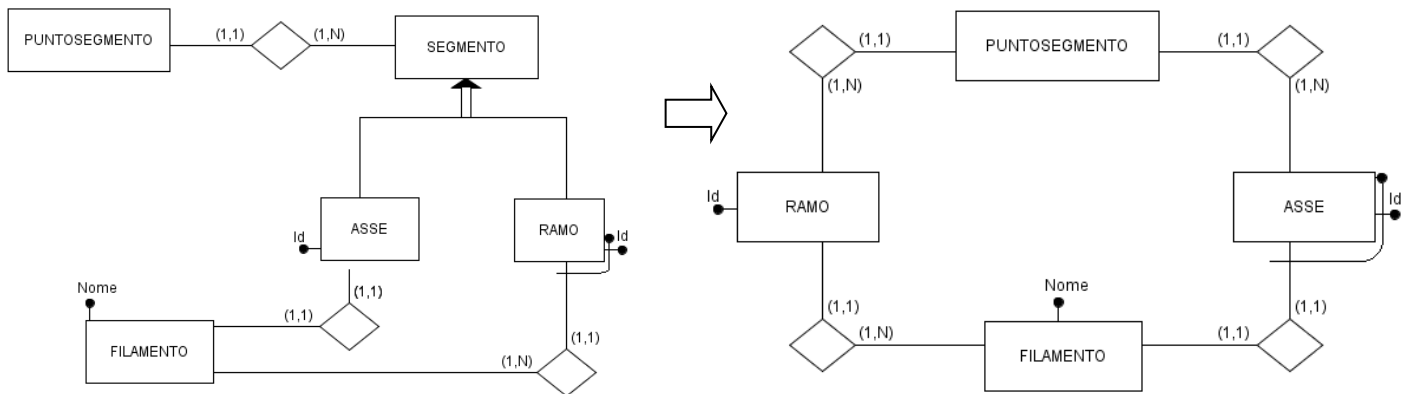 PUNTOSEGMENTO
(1,1)
(1,N)
SEGMENTO
ASSE
Id
RAMO
Id
Nome
(1,1)
(1,1)
FILAMENTO
(1,1)
(1,N)
(1,1)
PUNTOSEGMENTO
(1,1)
(1,N)
(1,N)
Id
RAMO
ASSE
Id
Nome
(1,1)
(1,1)
(1,N)
FILAMENTO
(1,1)